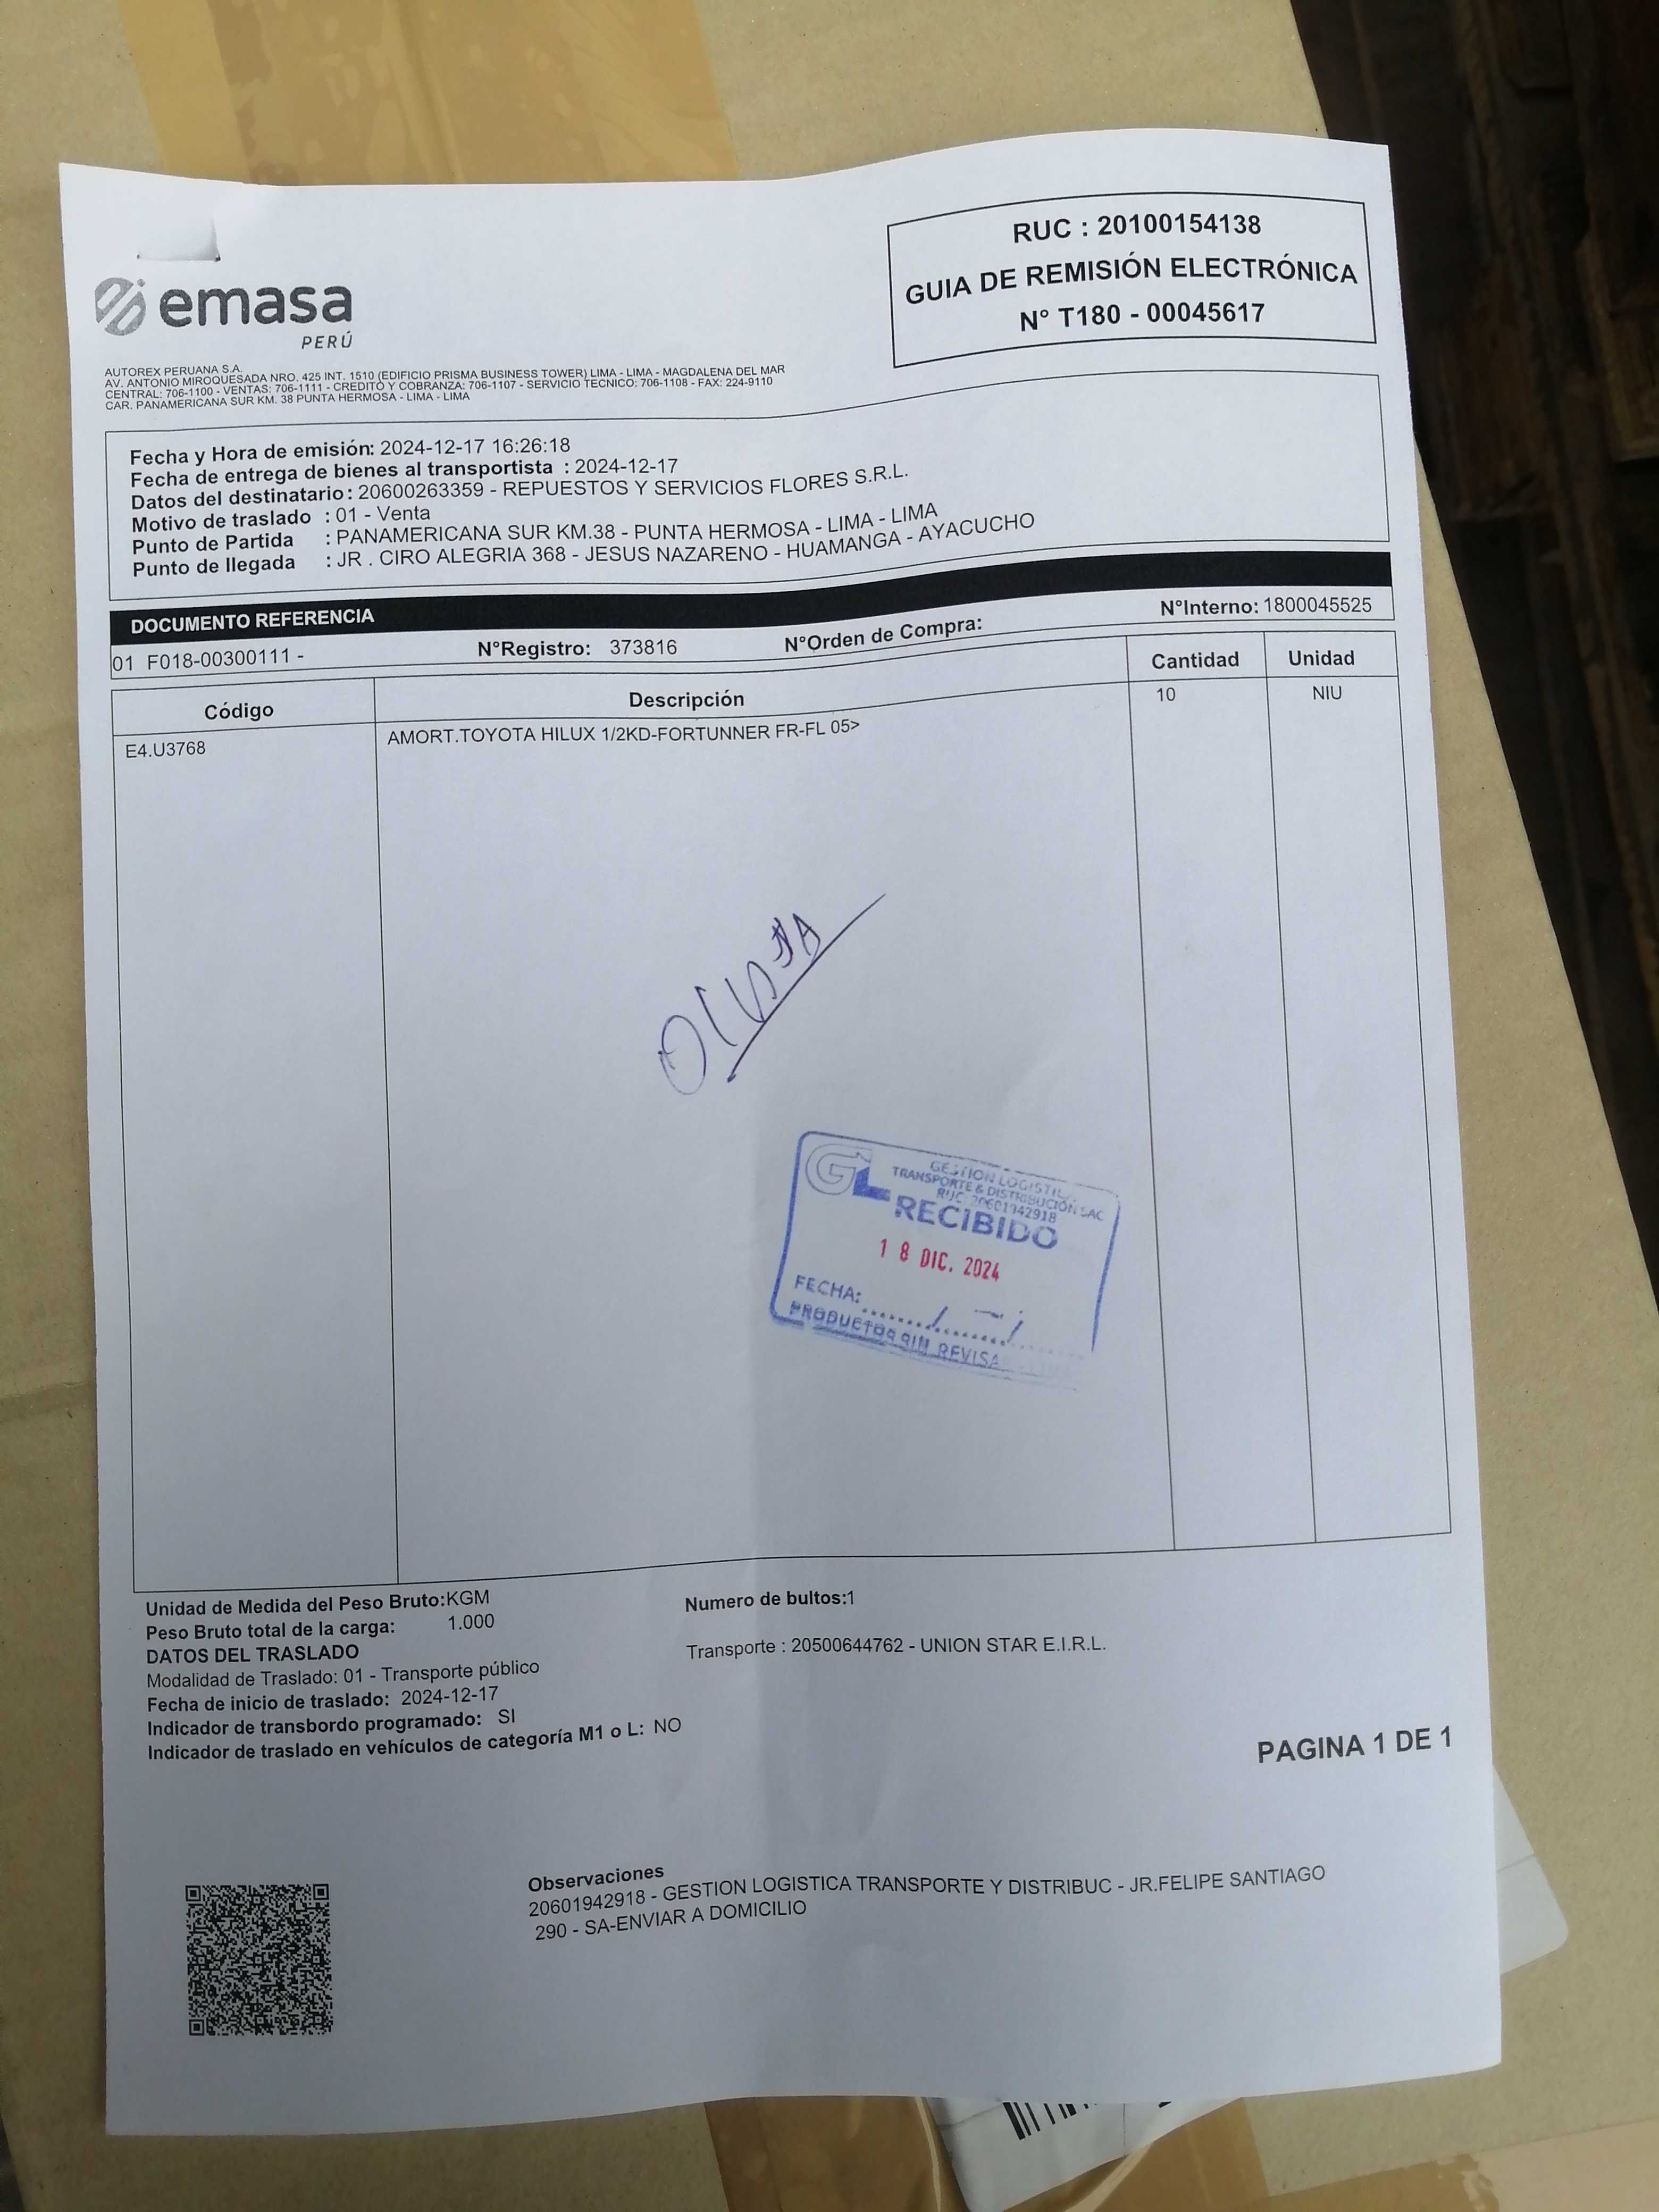 RUC : 20100154138
GUIA DE REMISIÓN ELECTRÓNICA
N° T180 - 00045617
emasa
PERÚ
AUTOREX PERUANA S.A.
AV. ANTONIO MIROQUESADA NRO. 425 INT. 1510 (EDIFICIO PRISMA BUSINESS TOWER) LIMA - LIMA - MAGDALENA DEL MAR
CENTRAL: 706-1100 - VENTAS: 706-1111 - CREDITO Y COBRANZA: 706-1107 - SERVICIO TECNICO: 706-1108 - FAX: 224-9110
CAR. PANAMERICANA SUR KM. 38 PUNTA HERMOSA - LIMA - LIMA
Fecha y Hora de emisión: 2024-12-17 16:26:18
Fecha de entrega de bienes al transportista : 2024-12-17
Datos del destinatario : 20600263359 - REPUESTOS Y SERVICIOS FLORES S.R.L.
Motivo de traslado : 01 - Venta
Punto de Partida : PANAMERICANA SUR KM.38 - PUNTA HERMOSA - LIMA - LIMA
Punto de llegada : JR . CIRO ALEGRIA 368 - JESUS NAZARENO - HUAMANGA - AYACUCHO
DOCUMENTO REFERENCIA
01 F018-00300111 - N°Registro: 373816 N°Orden de Compra: N°Interno: 1800045525
Código Descripción Cantidad Unidad
E4.U3768 AMORT.TOYOTA HILUX 1/2KD-FORTUNNER FR-FL 05> 10 NIU
GL
GESTION LOGISTIC
TRANSPORTE & DISTRIBUCIÓN SAC
RUC: 20601942918
RECIBIDO
18 DIC. 2024
FECHA:
PRODUCTOS SIN REVISA
Unidad de Medida del Peso Bruto:KGM Numero de bultos:1
Peso Bruto total de la carga: 1.000
DATOS DEL TRASLADO Transporte : 20500644762 - UNION STAR E.I.R.L.
Modalidad de Traslado: 01 - Transporte público
Fecha de inicio de traslado: 2024-12-17
Indicador de transbordo programado: SI
Indicador de traslado en vehículos de categoría M1 o L: NO
PAGINA 1 DE 1
Observaciones
20601942918 - GESTION LOGISTICA TRANSPORTE Y DISTRIBUC - JR.FELIPE SANTIAGO
290 - SA-ENVIAR A DOMICILIO